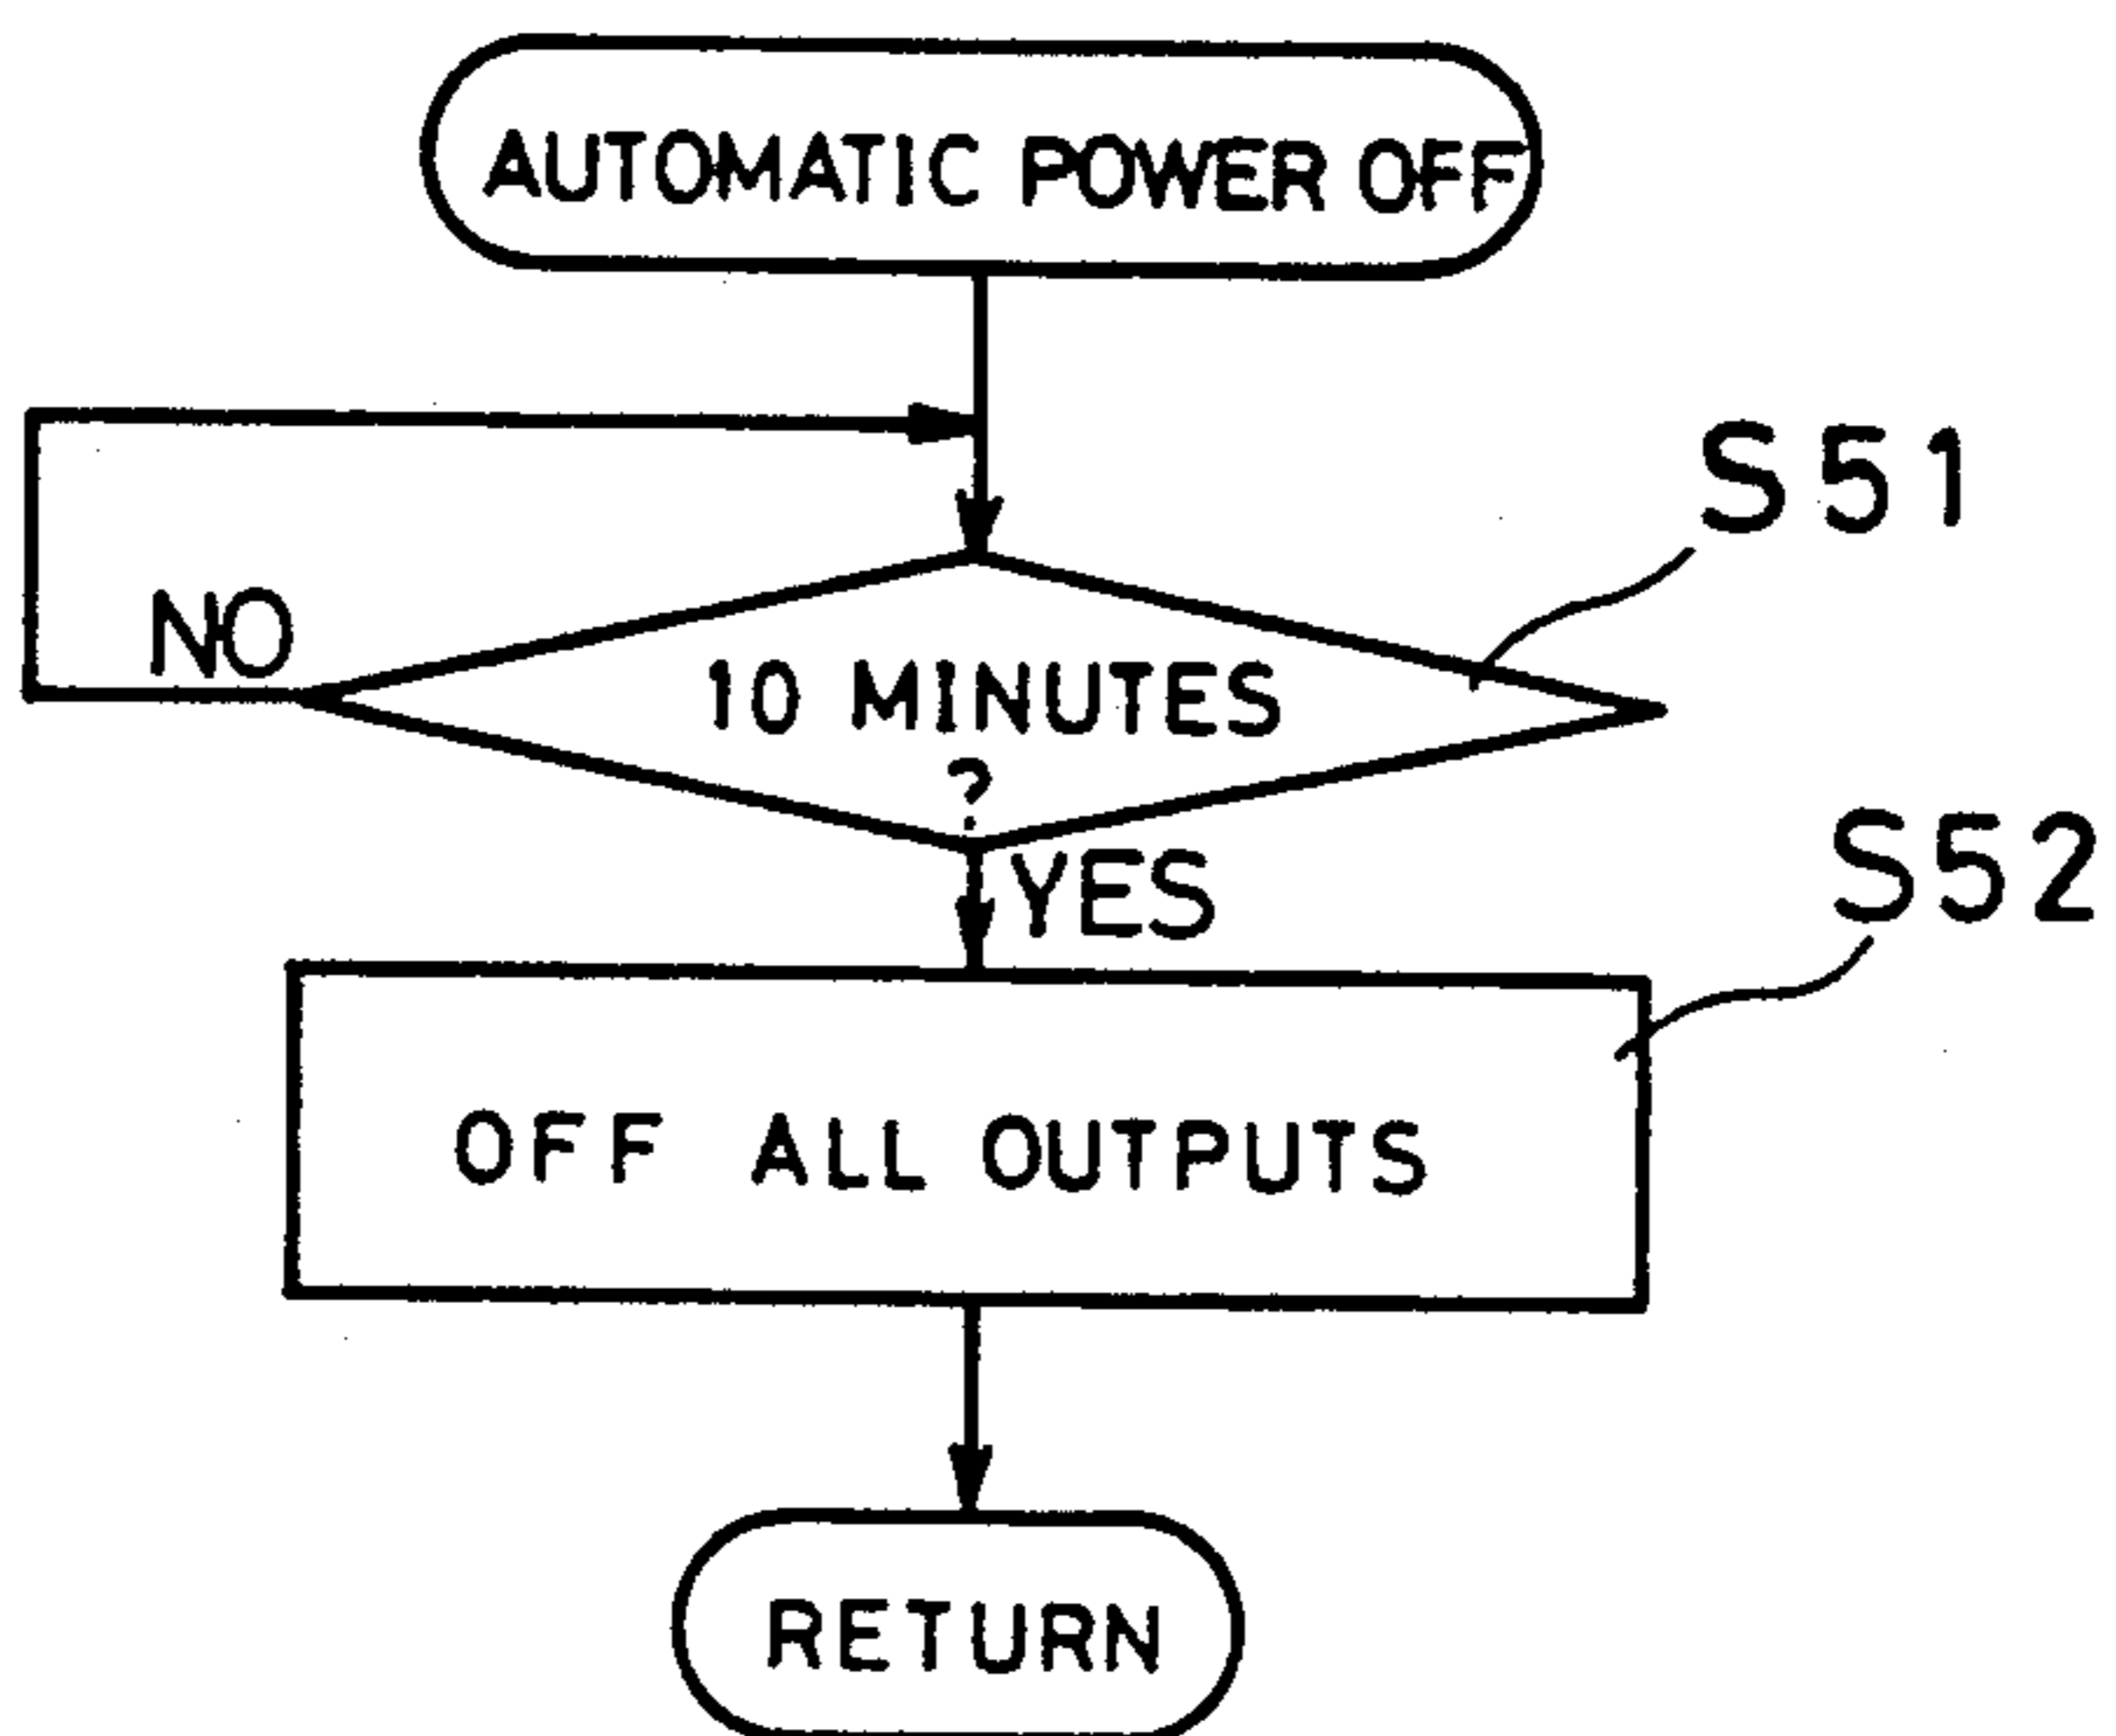 AUTOMATIC POWER OFF
S51
NO
10 MINUTES
?
YES
S52
OFF ALL OUTPUTS
RETURN